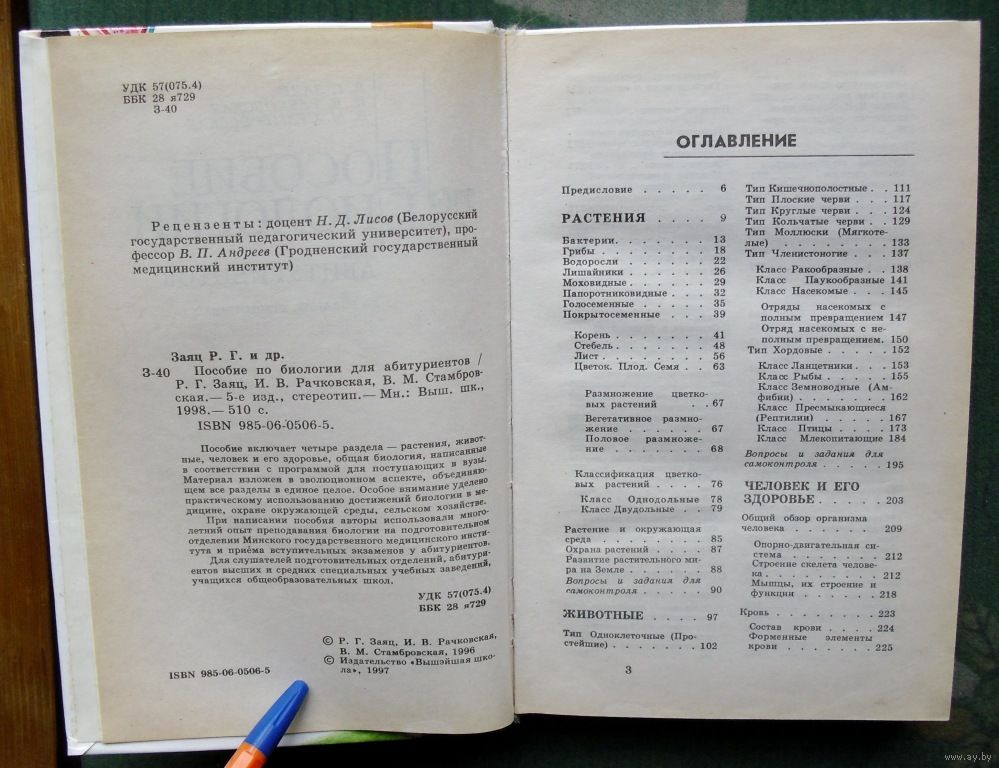 УДК 57(075.4)
ББК 28 я729
З-40
Рецензенты: доцент Н. Д. Лисов (Белорусский
государственный педагогический университет), про-
фессор В. П. Андреев (Гродненский государственный
медицинский институт)
Заяц Р. Г. и др.
З-40 Пособие по биологии для абитуриентов /
Р. Г. Заяц, И. В. Рачковская, В. М. Стамбров-
ская.— 5-е изд., стереотип.— Мн.: Выш. шк.,
1998.— 510 с.
ISBN 985-06-0506-5.
Пособие включает четыре раздела — растения, живот-
ные, человек и его здоровье, общая биология, написанные
в соответствии с программой для поступающих в вузы.
Материал изложен в эволюционном аспекте, объединяю-
щем все разделы в единое целое. Особое внимание уделено
практическому использованию достижений биологии в ме-
дицине, охране окружающей среды, сельском хозяйстве.
При написании пособия авторы использовали много-
летний опыт преподавания биологии на подготовительном
отделении Минского государственного медицинского инсти-
тута и приёма вступительных экзаменов у абитуриентов.
Для слушателей подготовительных отделений, абитури-
ентов высших и средних специальных учебных заведений,
учащихся общеобразовательных школ.
УДК 57(075.4)
ББК 28 я729
© Р. Г. Заяц, И. В. Рачковская,
В. М. Стамбровская, 1996
© Издательство «Вышэйшая шко-
ла», 1997
ISBN 985-06-0506-5
ОГЛАВЛЕНИЕ
Предисловие . . . . . 6
РАСТЕНИЯ . . . . 9
Бактерии . . . . . . . 13
Грибы . . . . . . . . 18
Водоросли . . . . . . 22
Лишайники . . . . . . 26
Моховидные . . . . . . 29
Папоротниковидные . . . 32
Голосеменные . . . . . 35
Покрытосеменные . . . . 39
Корень . . . . . . . 41
Стебель . . . . . . . 48
Лист . . . . . . . . 56
Цветок. Плод. Семя . . 63
Размножение цветко-
вых растений . . 67
Вегетативное размно-
жение . . . . . . 67
Половое размноже-
ние . . . . . . . 68
Классификация цветко-
вых растений . . . . 76
Класс Однодольные 78
Класс Двудольные . 79
Растение и окружающая
среда . . . . . . . . 85
Охрана растений . . . . 87
Развитие растительного ми-
ра на Земле . . . . . 88
Вопросы и задания для
самоконтроля . . . . . 90
ЖИВОТНЫЕ . . . . 97
Тип Одноклеточные (Про-
стейшие) . . . . . . . 102
Тип Кишечнополостные . . 111
Тип Плоские черви . . . 117
Тип Круглые черви . . . 124
Тип Кольчатые черви . . 129
Тип Моллюски (Мягкоте-
лые) . . . . . . . . 133
Тип Членистоногие . . . 137
Класс Ракообразные . . 138
Класс Паукообразные 141
Класс Насекомые . . . 145
Отряды насекомых с
полным превращением 147
Отряд насекомых с не-
полным превращением. 150
Тип Хордовые . . . . . 152
Класс Ланцетники . . . 153
Класс Рыбы . . . . . 155
Класс Земноводные (Ам-
фибии) . . . . . . . 162
Класс Пресмыкающиеся
(Рептилии) . . . . . 167
Класс Птицы . . . . 173
Класс Млекопитающие 184
Вопросы и задания для
самоконтроля . . . . . 195
ЧЕЛОВЕК И ЕГО
ЗДОРОВЬЕ . . . . . 203
Общий обзор организма
человека . . . . . . . 209
Опорно-двигательная си-
стема . . . . . . . 212
Строение скелета челове-
ка . . . . . . . . . 212
Мышцы, их строение и
функции . . . . . . 218
Кровь . . . . . . . . 223
Состав крови . . . . 224
Форменные элементы
крови . . . . . . . 225
3
www.ay.by